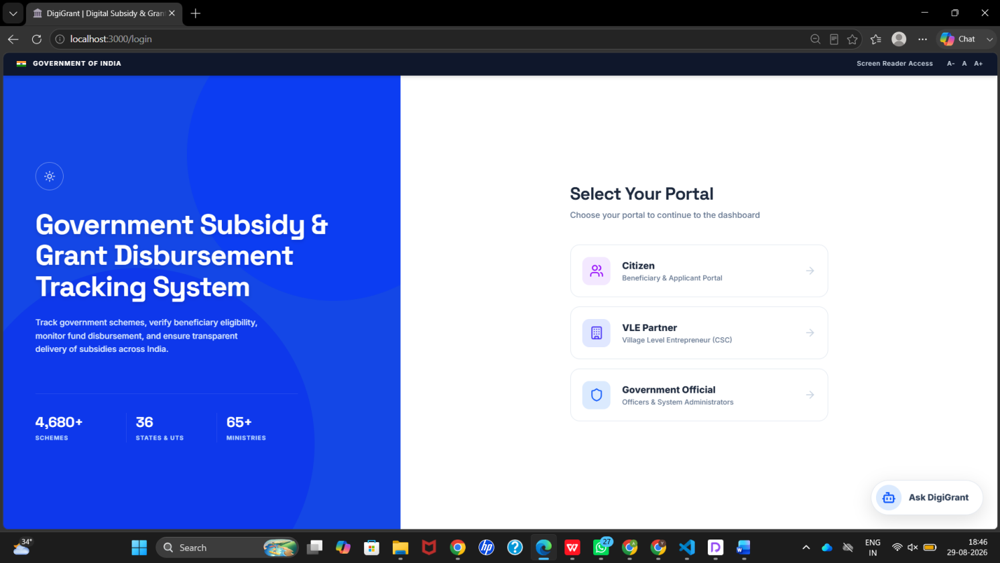 DigiGrant | Digital Subsidy & Gran
localhost:3000/login
Chat
GOVERNMENT OF INDIA
Screen Reader Access A- A A+
Government Subsidy &
Grant Disbursement
Tracking System
Track government schemes, verify beneficiary eligibility,
monitor fund disbursement, and ensure transparent
delivery of subsidies across India.
4,680+
SCHEMES
36
STATES & UTS
65+
MINISTRIES
Select Your Portal
Choose your portal to continue to the dashboard
Citizen
Beneficiary & Applicant Portal
VLE Partner
Village Level Entrepreneur (CSC)
Government Official
Officers & System Administrators
Ask DigiGrant
34°
Search
hp
?
W
27
A
Y
D
W
ENG
IN
18:46
29-08-2026